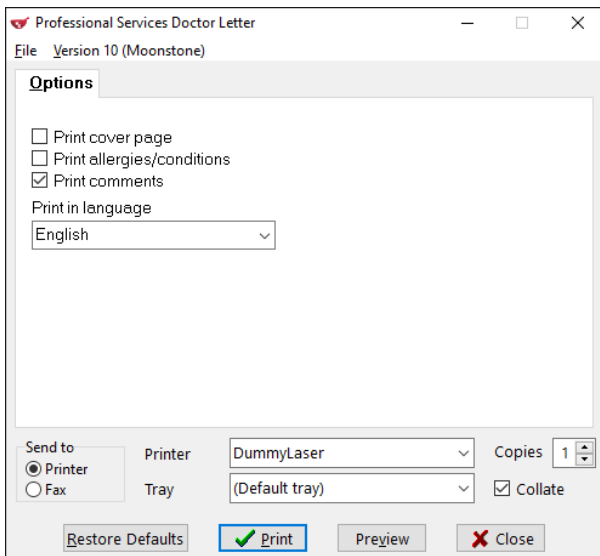 Professional Services Doctor Letter
File Version 10 (Moonstone)
Options
Print cover page
Print allergies/conditions
Print comments
Print in language
English
Send to
Printer
Fax
Printer DummyLaser Copies 1
Tray (Default tray) Collate
Restore Defaults Print Preview Close